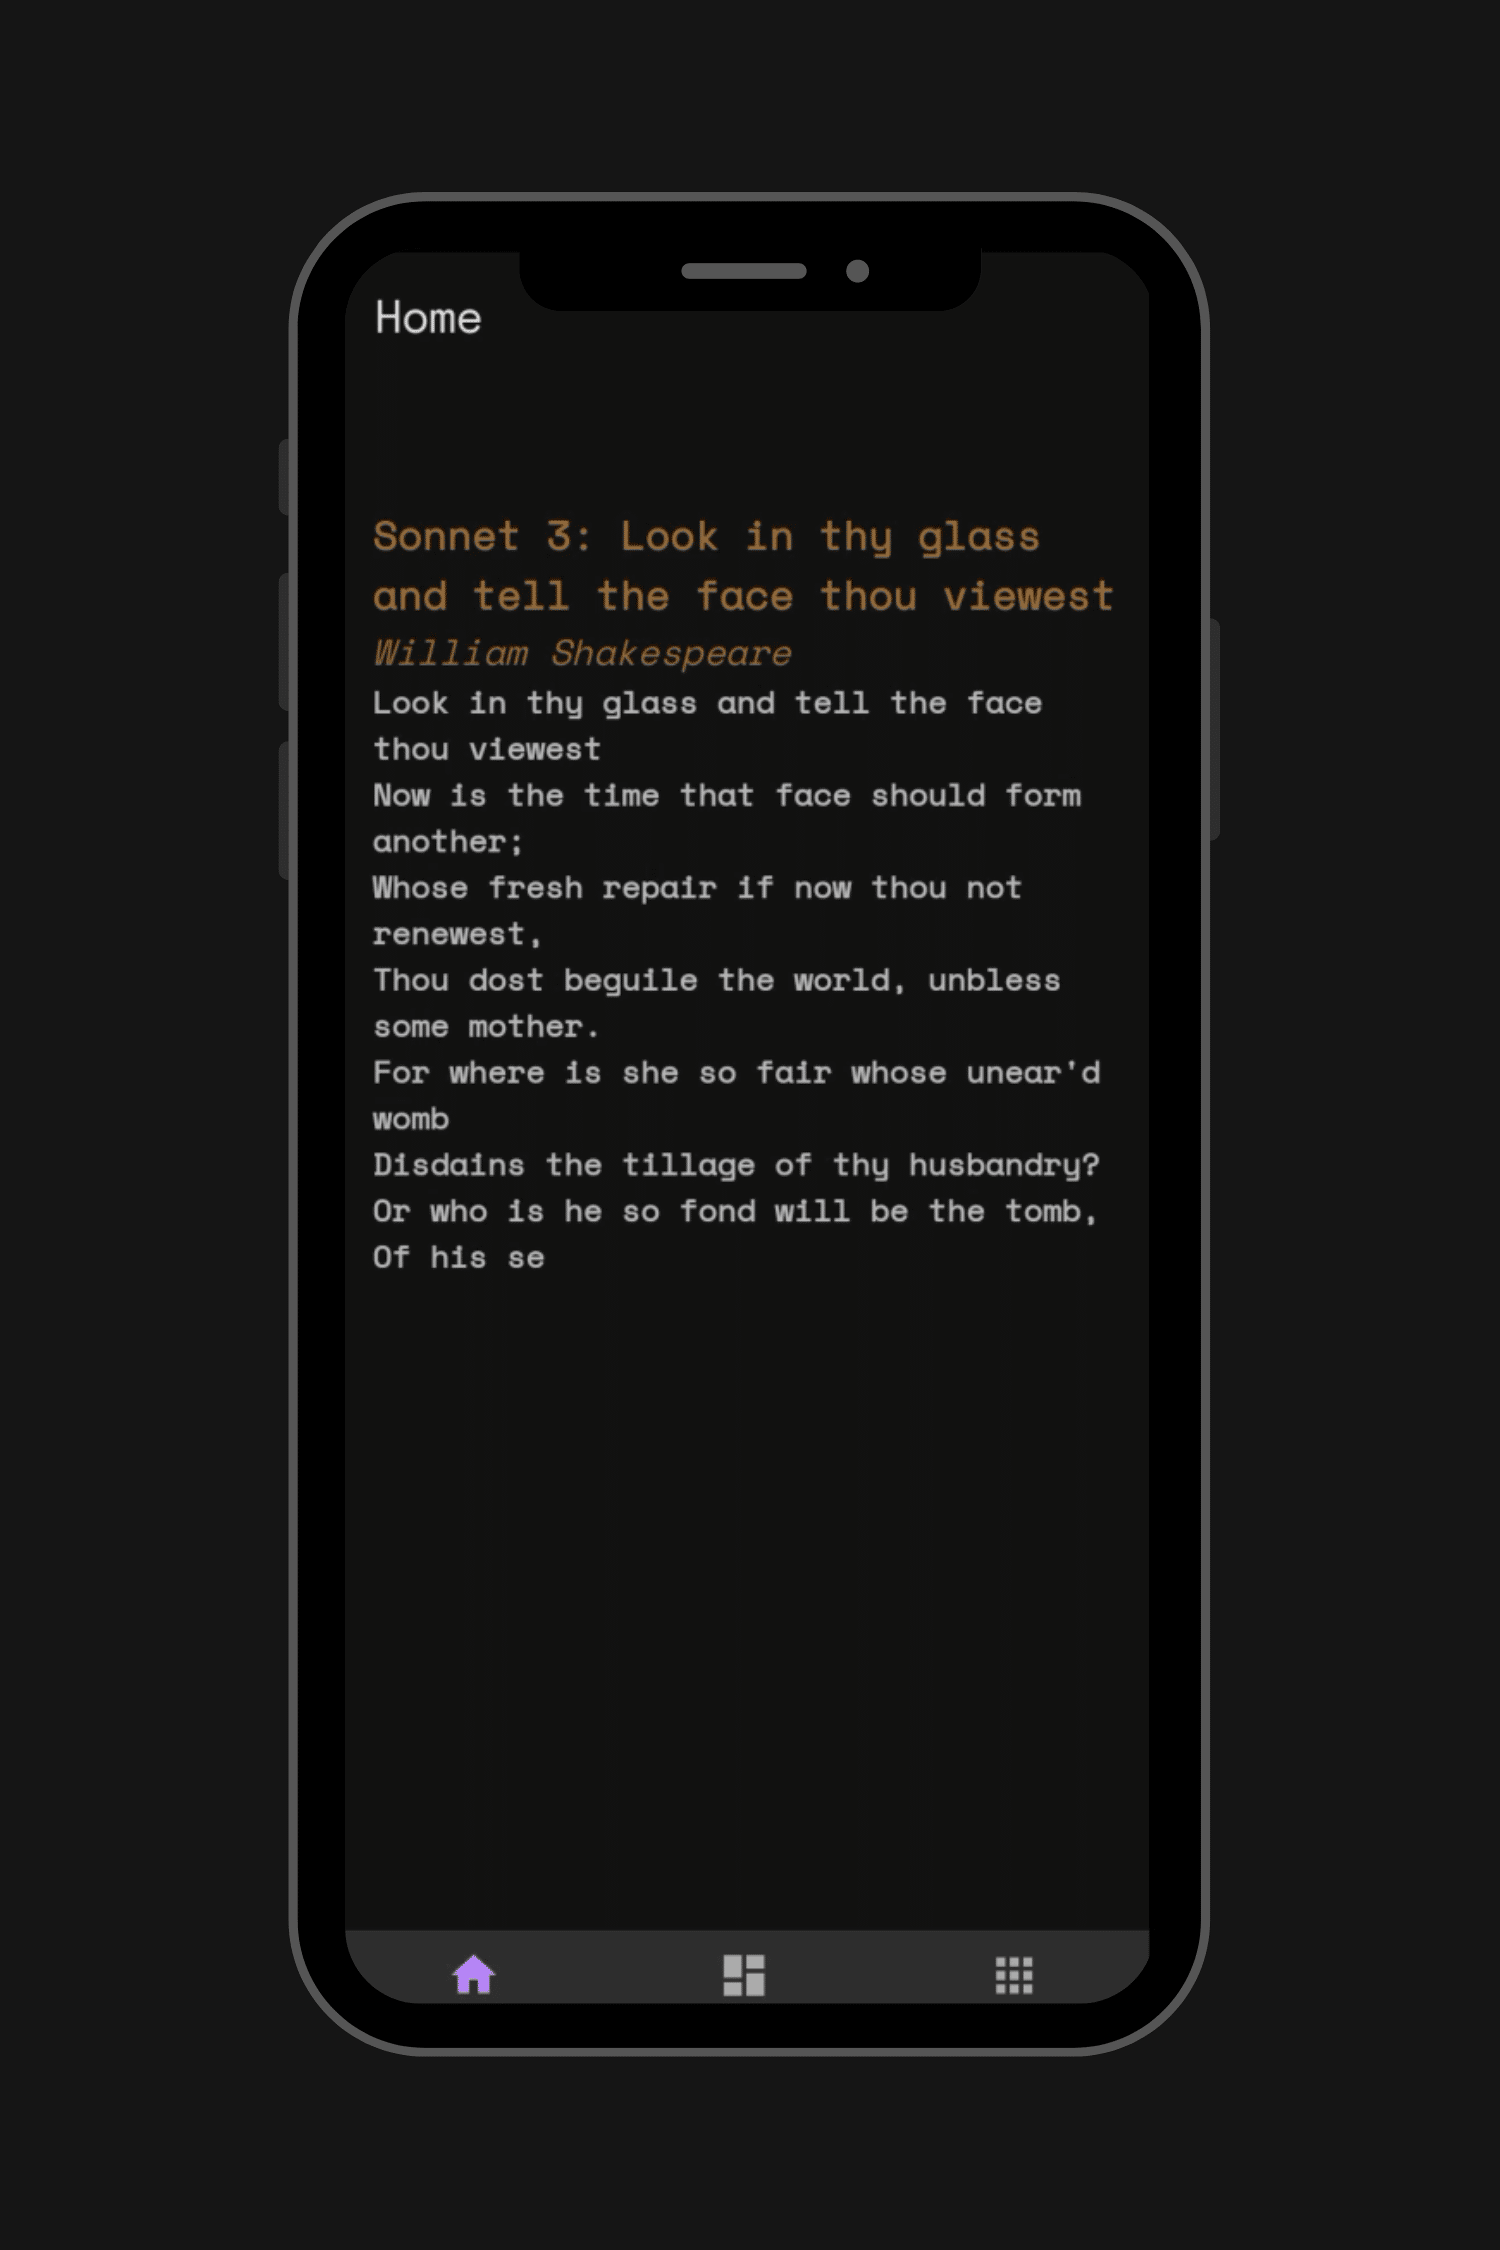 Home
Sonnet 3: Look in thy glass
and tell the face thou viewest
William Shakespeare
Look in thy glass and tell the face
thou viewest
Now is the time that face should form
another;
Whose fresh repair if now thou not
renewest,
Thou dost beguile the world, unbless
some mother.
For where is she so fair whose unear'd
womb
Disdains the tillage of thy husbandry?
Or who is he so fond will be the tomb,
Of his se